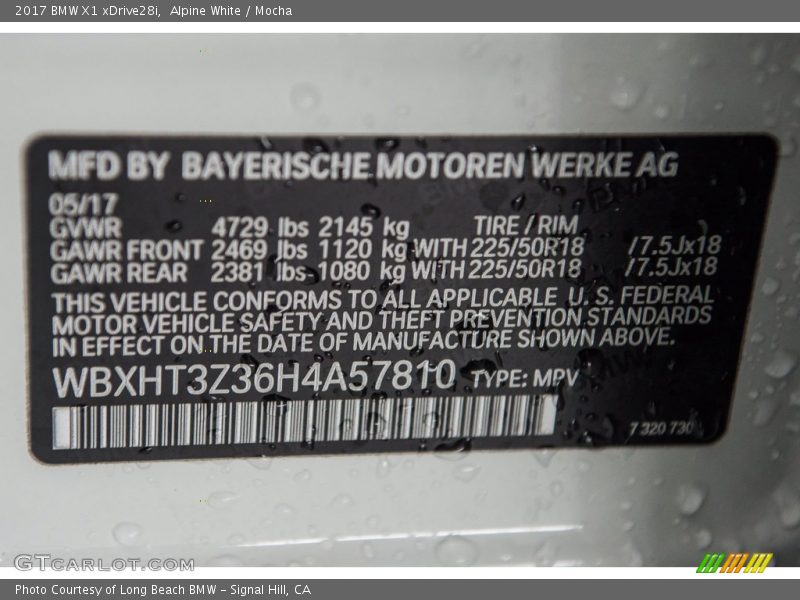 2017 BMW X1 xDrive28i, Alpine White / Mocha
MFD BY BAYERISCHE MOTOREN WERKE AG
05/17
GVWR 4729 lbs 2145 kg TIRE / RIM
GAWR FRONT 2469 lbs 1120 kg WITH 225/50R18 /7.5Jx18
GAWR REAR 2381 lbs 1080 kg WITH 225/50R18 /7.5Jx18
THIS VEHICLE CONFORMS TO ALL APPLICABLE U.S. FEDERAL
MOTOR VEHICLE SAFETY AND THEFT PREVENTION STANDARDS
IN EFFECT ON THE DATE OF MANUFACTURE SHOWN ABOVE.
WBXHT3Z36H4A57810 TYPE: MPV
7 320 730
GTCARLOT.COM
Photo Courtesy of Long Beach BMW - Signal Hill, CA